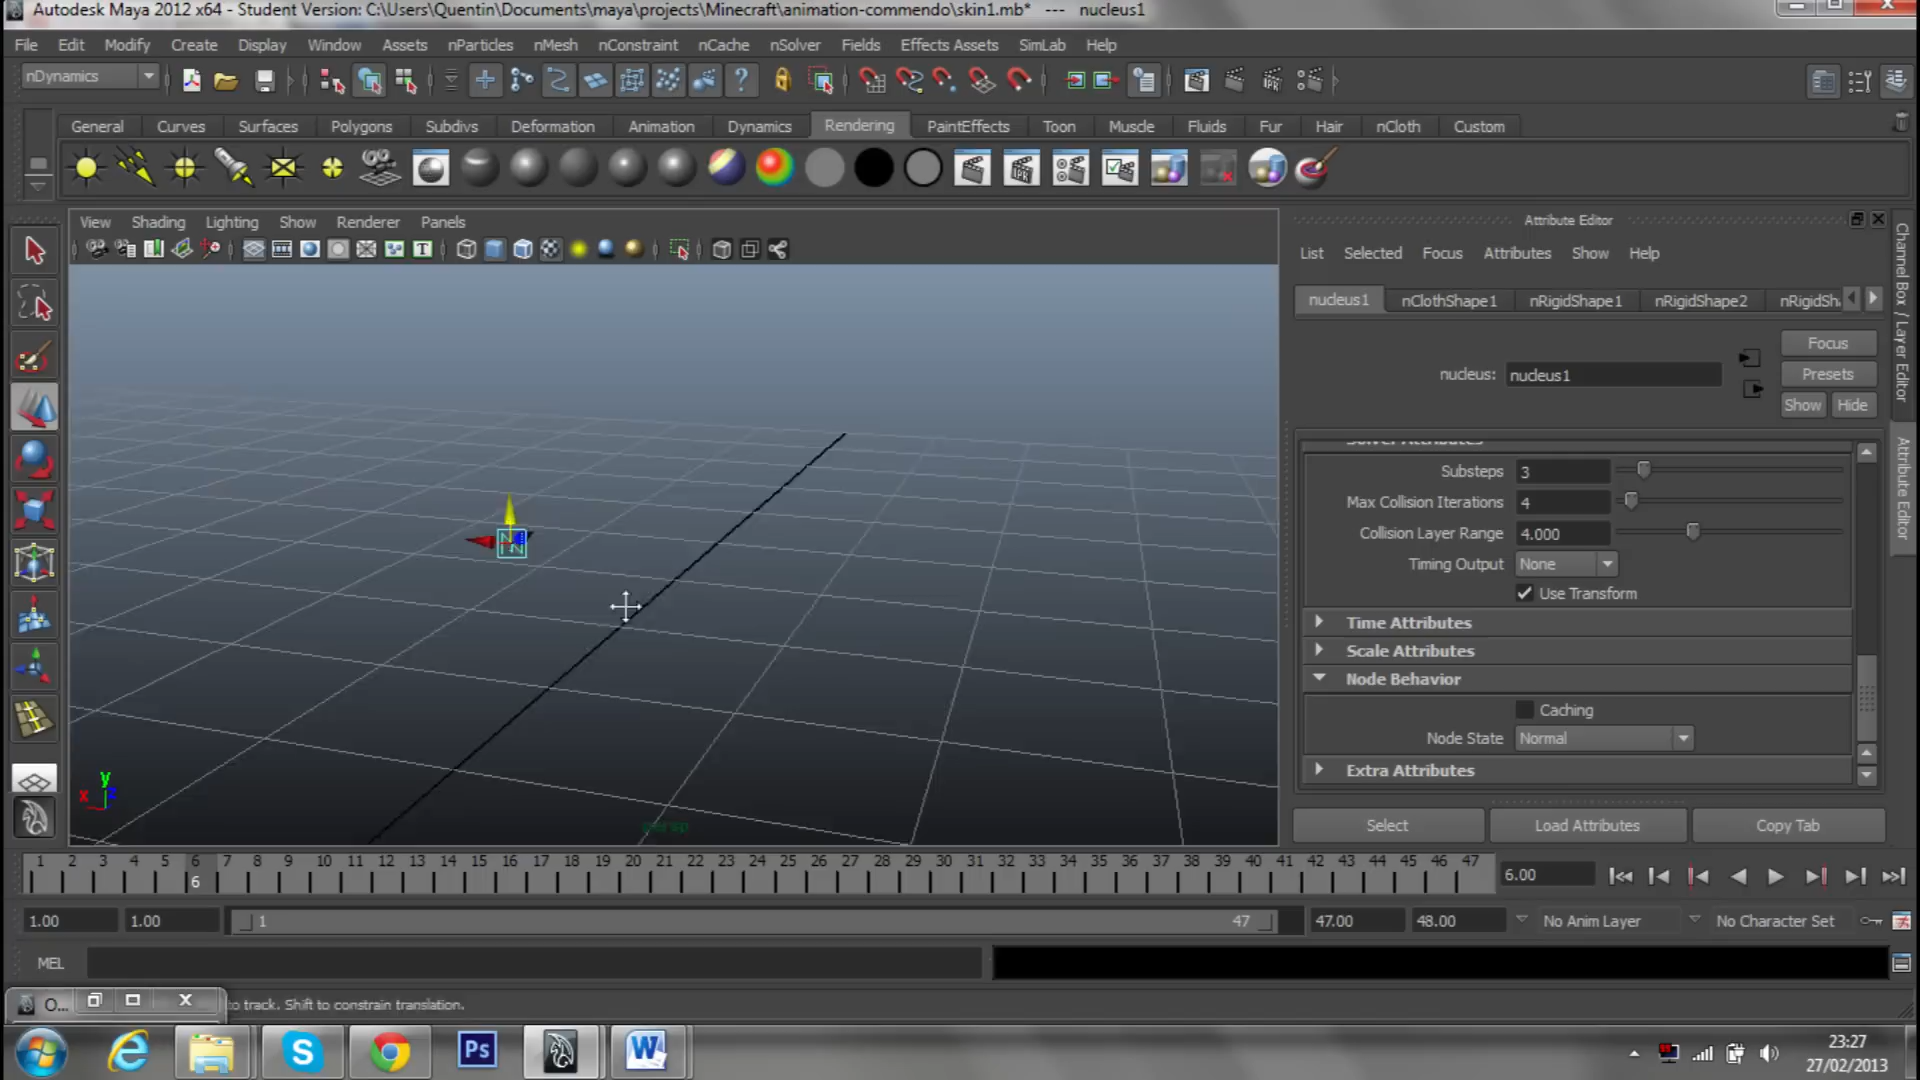 Autodesk Maya 2012 x64 - Student Version: C:\Users\Quentin\Documents\maya\projects\Minecraft\animation-commendo\skin1.mb* --- nucleus1
File Edit Modify Create Display Window Assets nParticles nMesh nConstraint nCache nSolver Fields Effects Assets SimLab Help
nDynamics
General Curves Surfaces Polygons Subdivs Deformation Animation Dynamics Rendering PaintEffects Toon Muscle Fluids Fur Hair nCloth Custom
IPR
View Shading Lighting Show Renderer Panels
Attribute Editor
List Selected Focus Attributes Show Help
nucleus1 nClothShape1 nRigidShape1 nRigidShape2 nRigidSh
nucleus: nucleus1
Focus
Presets
Show Hide
Solver Attributes
Substeps 3
Max Collision Iterations 4
Collision Layer Range 4.000
Timing Output None
Use Transform
Time Attributes
Scale Attributes
Node Behavior
Caching
Node State Normal
Extra Attributes
Select Load Attributes Copy Tab
Channel Box / Layer Editor
Attribute Editor
y
x
persp
1 2 3 4 5 6 7 8 9 10 11 12 13 14 15 16 17 18 19 20 21 22 23 24 25 26 27 28 29 30 31 32 33 34 35 36 37 38 39 40 41 42 43 44 45 46 47
6
6.00
1.00 1.00 1 47 47.00 48.00 No Anim Layer No Character Set
MEL
O... to track. Shift to constrain translation.
Ps
23:27
27/02/2013